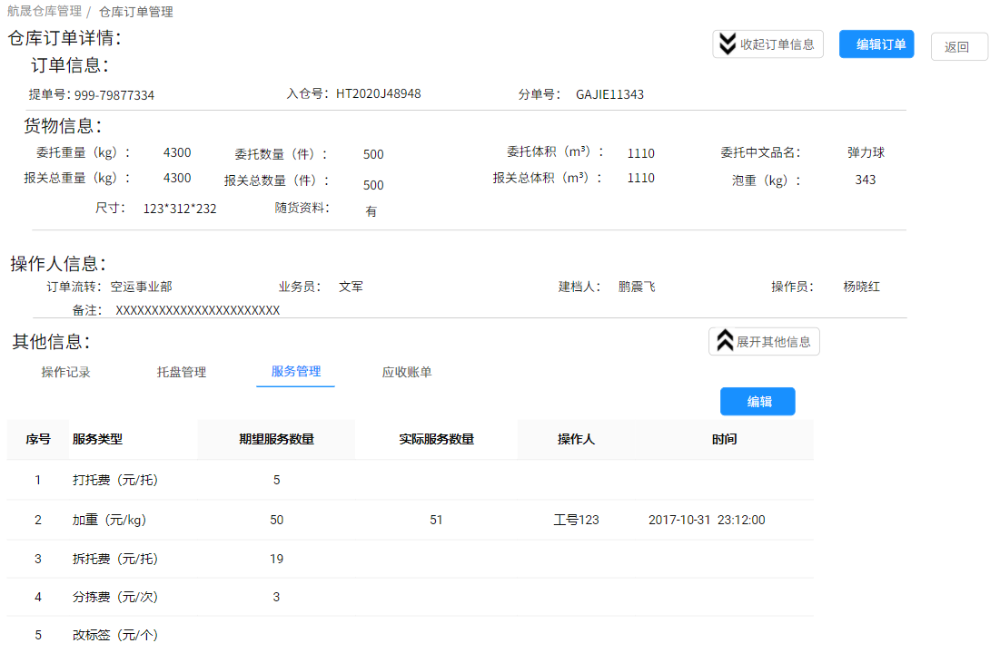 航晟仓库管理 / 仓库订单管理
仓库订单详情：
收起订单信息 编辑订单 返回
订单信息：
提单号：999-79877334 入仓号：HT2020J48948 分单号： GAJIE11343
货物信息：
委托重量（kg）： 4300 委托数量（件）： 500 委托体积（m³）： 1110 委托中文品名： 弹力球
报关总重量（kg）： 4300 报关总数量（件）： 500 报关总体积（m³）： 1110 泡重（kg）： 343
尺寸： 123*312*232 随货资料： 有
操作人信息：
订单流转： 空运事业部 业务员： 文军 建档人： 鹏震飞 操作员： 杨晓红
备注： XXXXXXXXXXXXXXXXXXXXXXX
其他信息： 展开其他信息
操作记录 托盘管理 服务管理 应收账单
编辑
序号 服务类型 期望服务数量 实际服务数量 操作人 时间
1 打托费（元/托） 5
2 加重（元/kg） 50 51 工号123 2017-10-31 23:12:00
3 拆托费（元/托） 19
4 分拣费（元/次） 3
5 改标签（元/个）